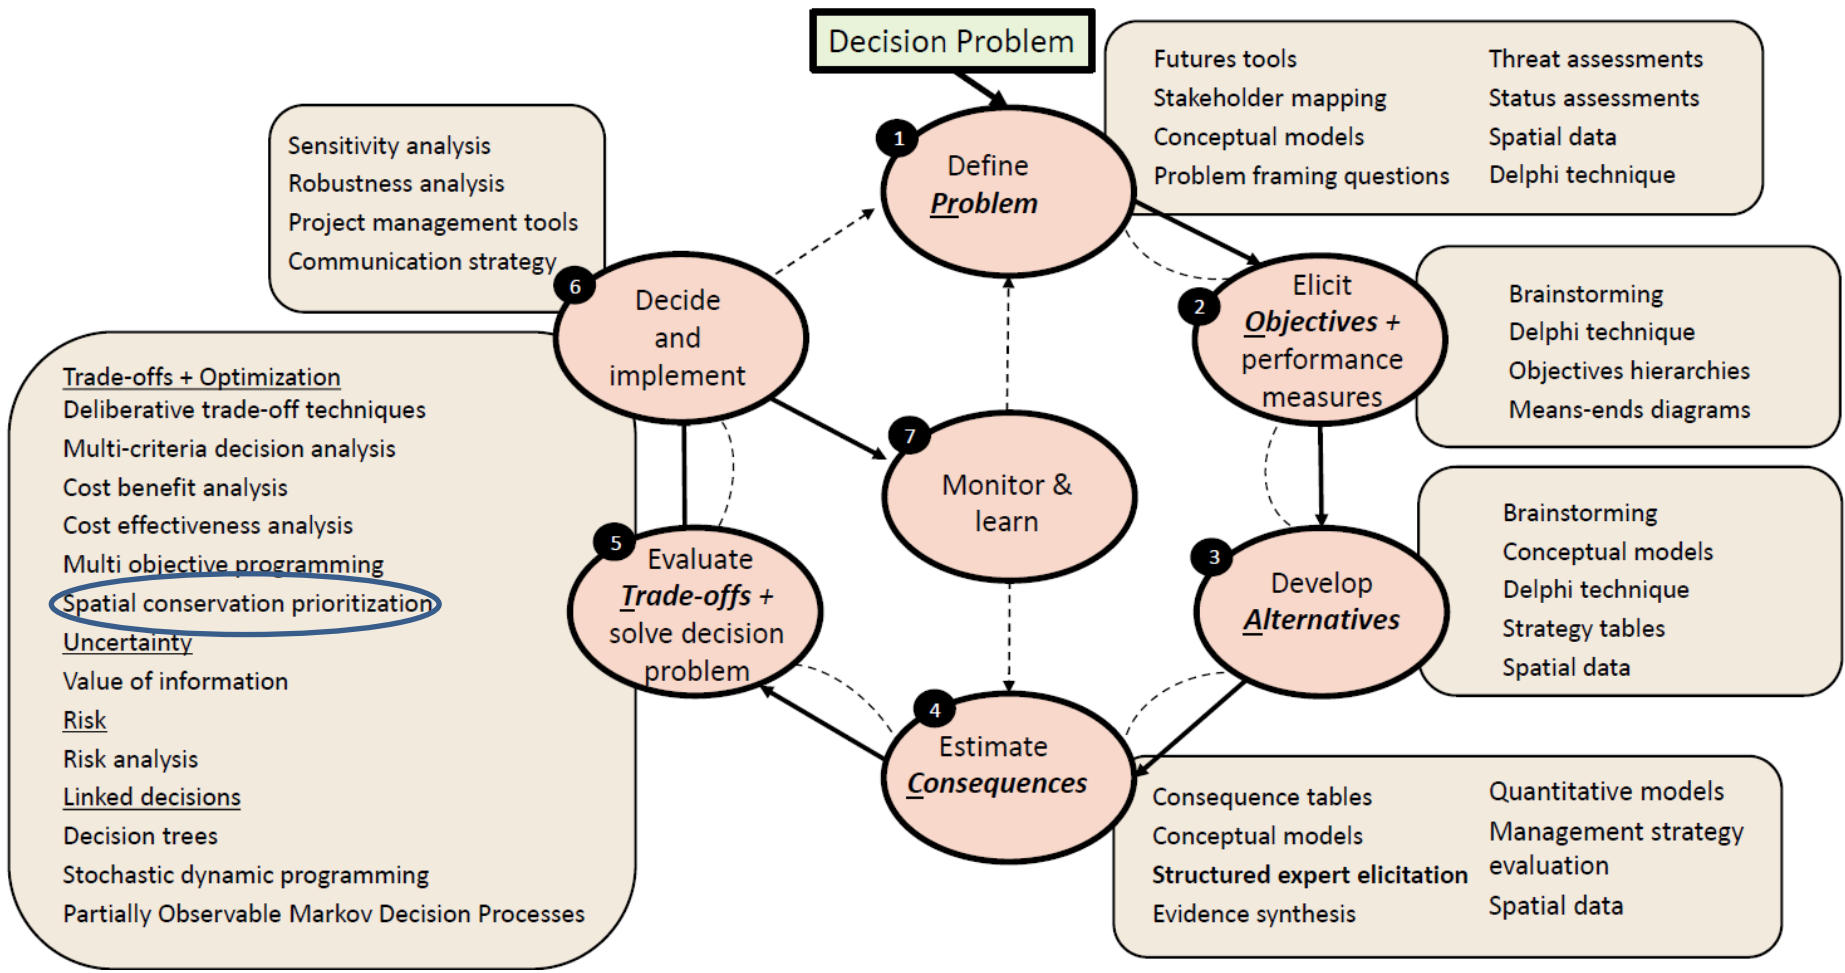 Decision Problem
1
Define
Problem
Futures tools
Stakeholder mapping
Conceptual models
Problem framing questions
Threat assessments
Status assessments
Spatial data
Delphi technique
2
Elicit
Objectives +
performance
measures
Brainstorming
Delphi technique
Objectives hierarchies
Means-ends diagrams
3
Develop
Alternatives
Brainstorming
Conceptual models
Delphi technique
Strategy tables
Spatial data
4
Estimate
Consequences
Consequence tables
Conceptual models
Structured expert elicitation
Evidence synthesis
Quantitative models
Management strategy
evaluation
Spatial data
5
Evaluate
Trade-offs +
solve decision
problem
Trade-offs + Optimization
Deliberative trade-off techniques
Multi-criteria decision analysis
Cost benefit analysis
Cost effectiveness analysis
Multi objective programming
Spatial conservation prioritization
Uncertainty
Value of information
Risk
Risk analysis
Linked decisions
Decision trees
Stochastic dynamic programming
Partially Observable Markov Decision Processes
6
Decide
and
implement
Sensitivity analysis
Robustness analysis
Project management tools
Communication strategy
7
Monitor &
learn